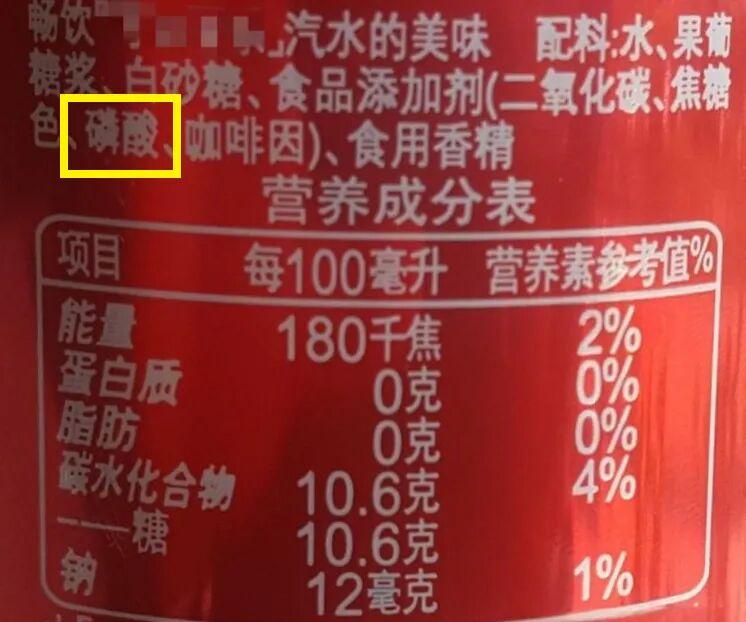 畅饮 汽水的美味 配料:水、果葡
糖浆、白砂糖、食品添加剂(二氧化碳、焦糖
色、磷酸、咖啡因)、食用香精
营养成分表
项目 每100毫升 营养素参考值%
能量 180千焦 2%
蛋白质 0克 0%
脂肪 0克 0%
碳水化合物 10.6克 4%
——糖 10.6克
钠 12毫克 1%